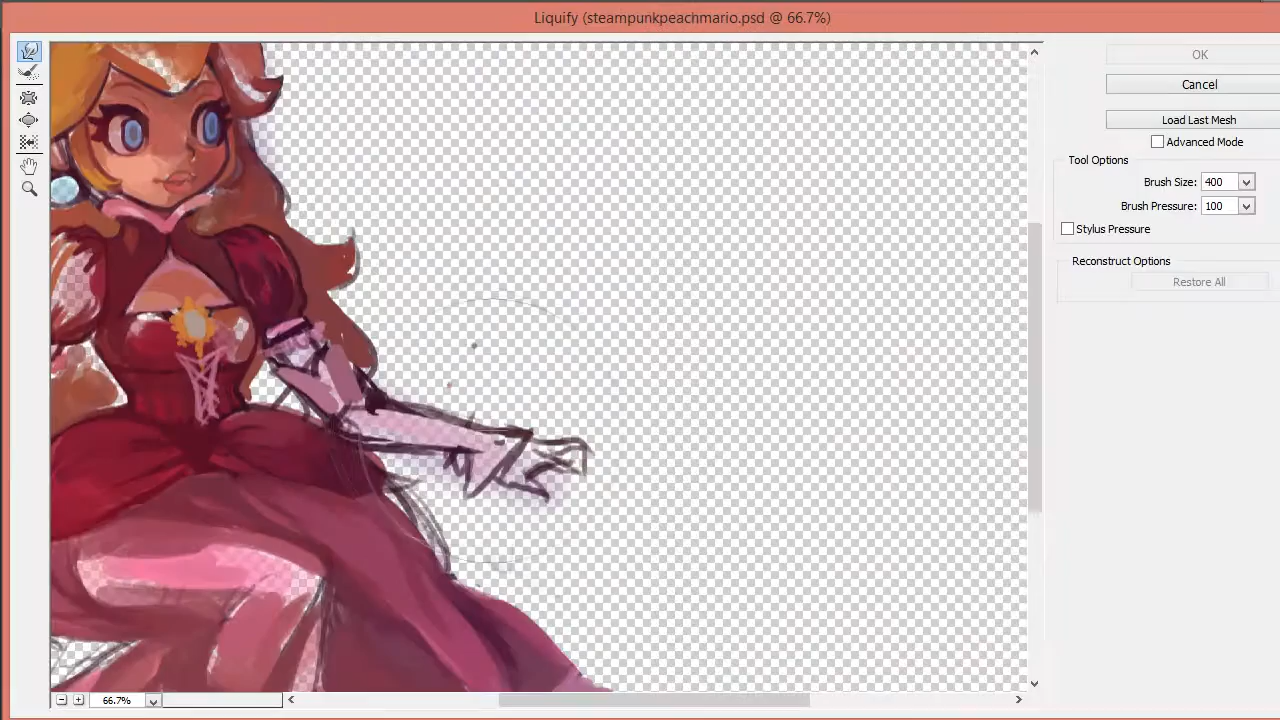 Liquify (steampunkpeachmario.psd @ 66.7%)
OK
Cancel
Load Last Mesh
Advanced Mode
Tool Options
Brush Size: 400
Brush Pressure: 100
Stylus Pressure
Reconstruct Options
Restore All
66.7%